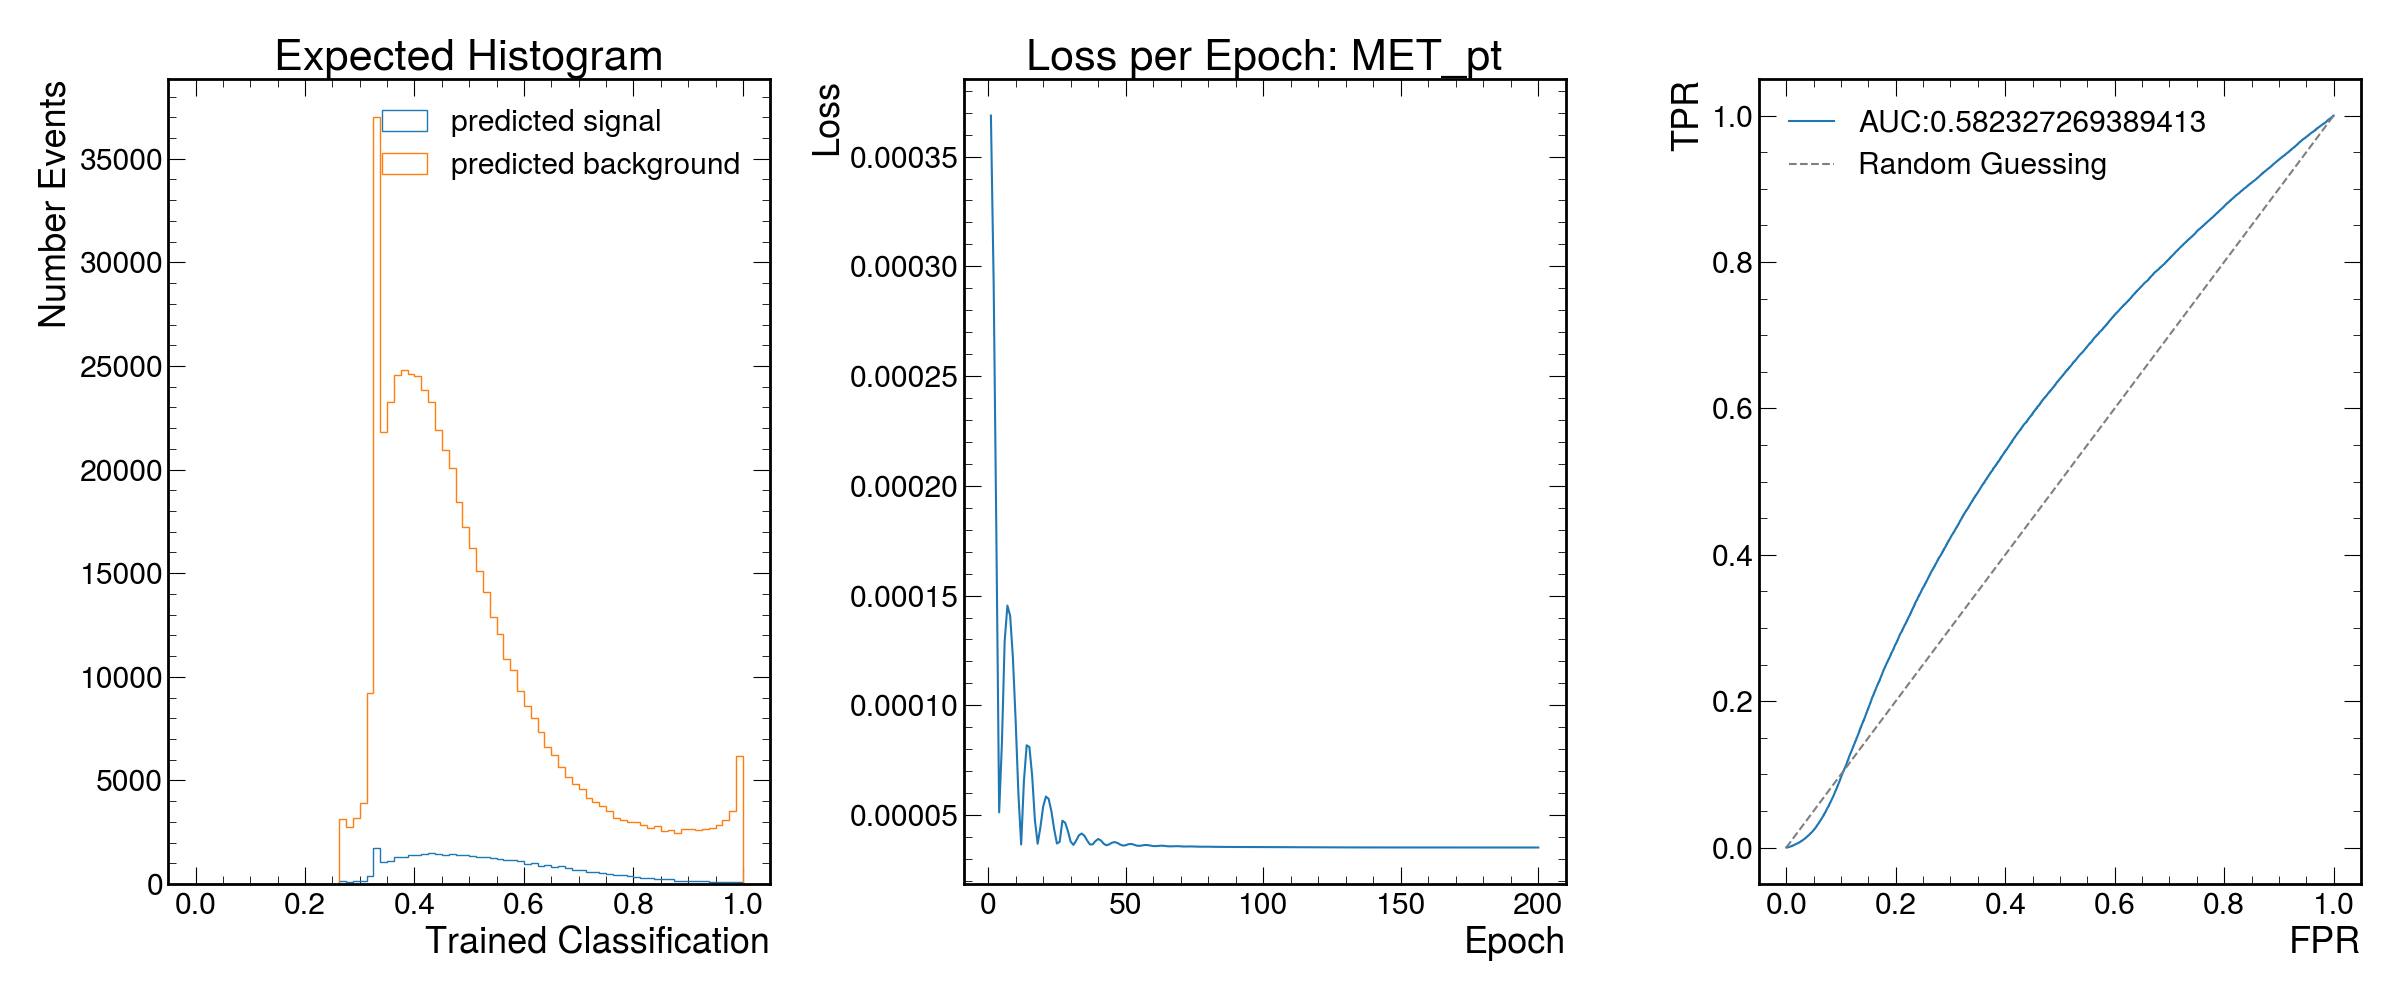 Expected Histogram
Number Events
predicted signal
predicted background
35000
30000
25000
20000
15000
10000
5000
0
0.0 0.2 0.4 0.6 0.8 1.0
Trained Classification
Loss per Epoch: MET_pt
Loss
0.00035
0.00030
0.00025
0.00020
0.00015
0.00010
0.00005
0 50 100 150 200
Epoch
TPR
AUC:0.582327269389413
Random Guessing
1.0
0.8
0.6
0.4
0.2
0.0
0.0 0.2 0.4 0.6 0.8 1.0
FPR